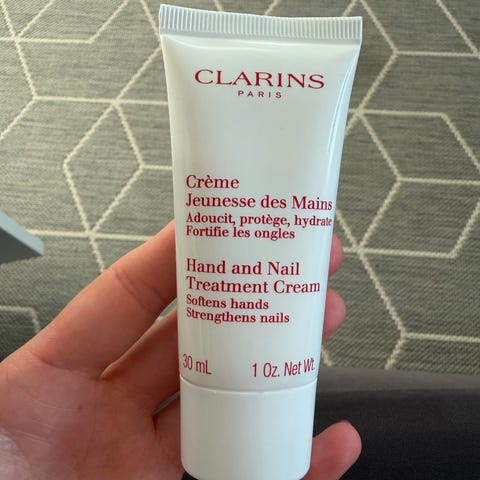 CLARINS
PARIS
Crème
Jeunesse des Mains
Adoucit, protège, hydrate
Fortifie les ongles
Hand and Nail
Treatment Cream
Softens hands
Strengthens nails
30 mL 1 Oz. Net Wt.